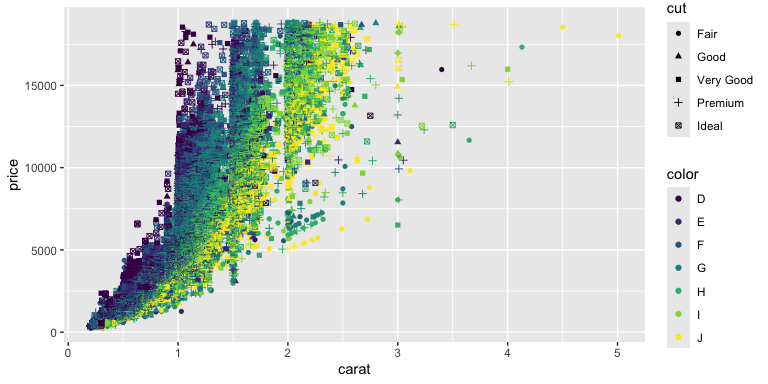 cut
Fair
Good
Very Good
Premium
Ideal
color
D
E
F
G
H
I
J
price
15000
10000
5000
0
0
1
2
3
4
5
carat